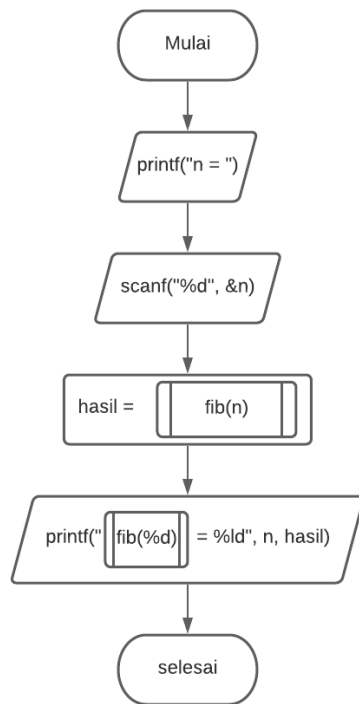 Mulai
printf("n = ")
scanf("%d", &n)
hasil = fib(n)
printf(" fib(%d) = %ld", n, hasil)
selesai